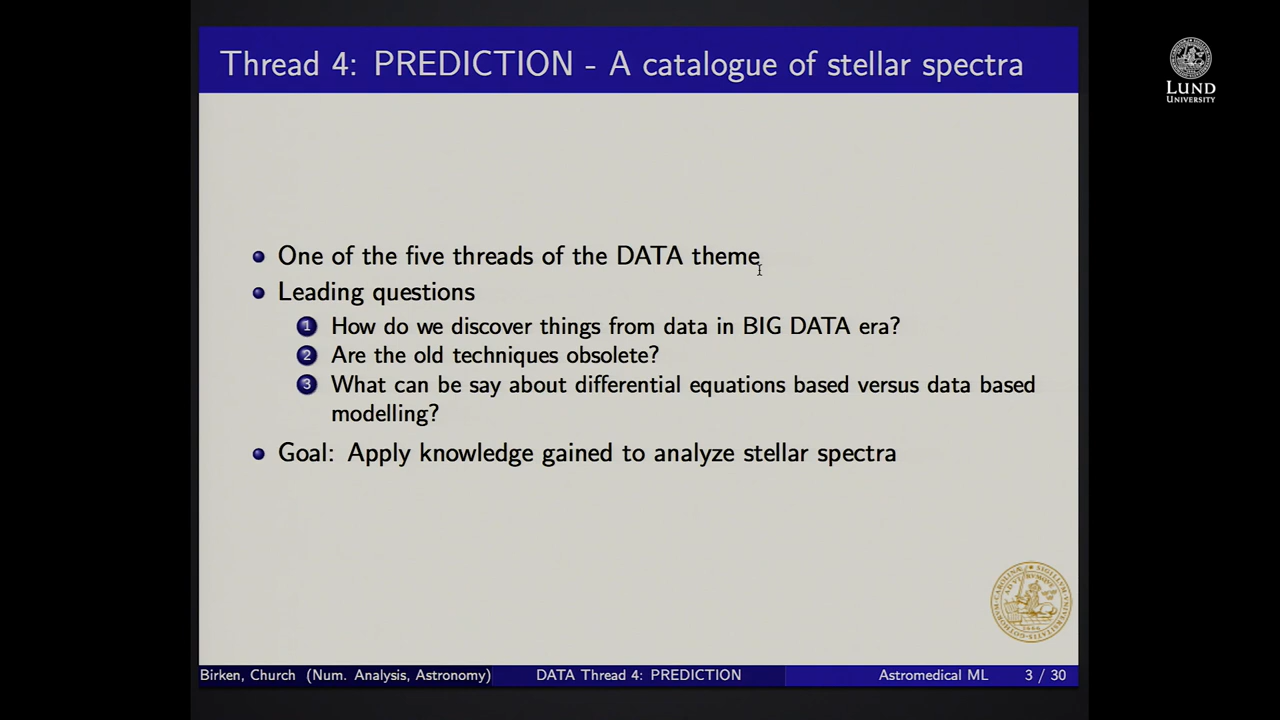 Thread 4: PREDICTION - A catalogue of stellar spectra
LUND
UNIVERSITY
One of the five threads of the DATA theme
Leading questions
1 How do we discover things from data in BIG DATA era?
2 Are the old techniques obsolete?
3 What can be say about differential equations based versus data based
modelling?
Goal: Apply knowledge gained to analyze stellar spectra
Birken, Church (Num. Analysis, Astronomy) DATA Thread 4: PREDICTION Astromedical ML 3 / 30